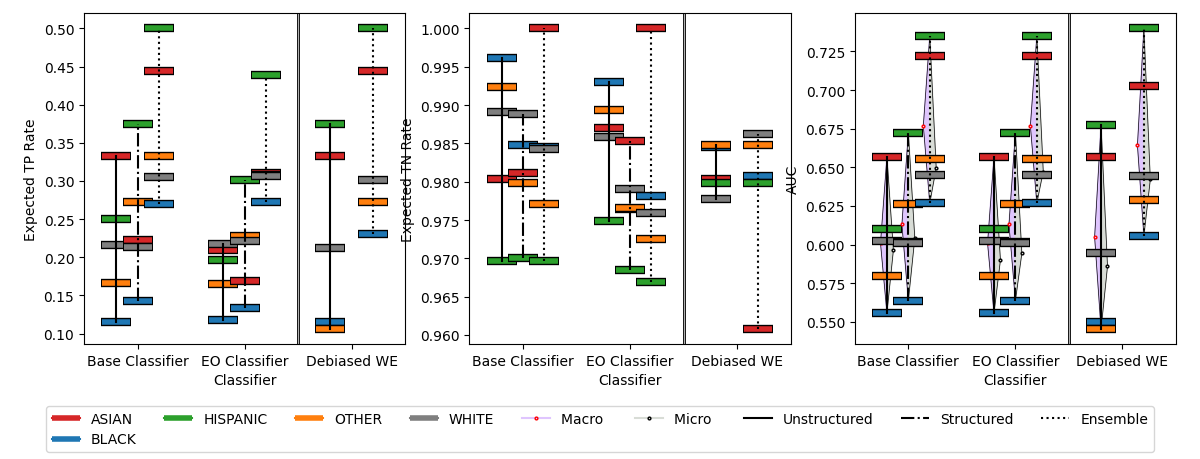 Expected TP Rate
0.50
0.45
0.40
0.35
0.30
0.25
0.20
0.15
0.10
Base Classifier EO Classifier Debiased WE
Classifier
Expected TN Rate
1.000
0.995
0.990
0.985
0.980
0.975
0.970
0.965
0.960
Base Classifier EO Classifier Debiased WE
Classifier
AUC
0.725
0.700
0.675
0.650
0.625
0.600
0.575
0.550
Base Classifier EO Classifier Debiased WE
Classifier
ASIAN HISPANIC OTHER WHITE Macro Micro Unstructured Structured Ensemble
BLACK